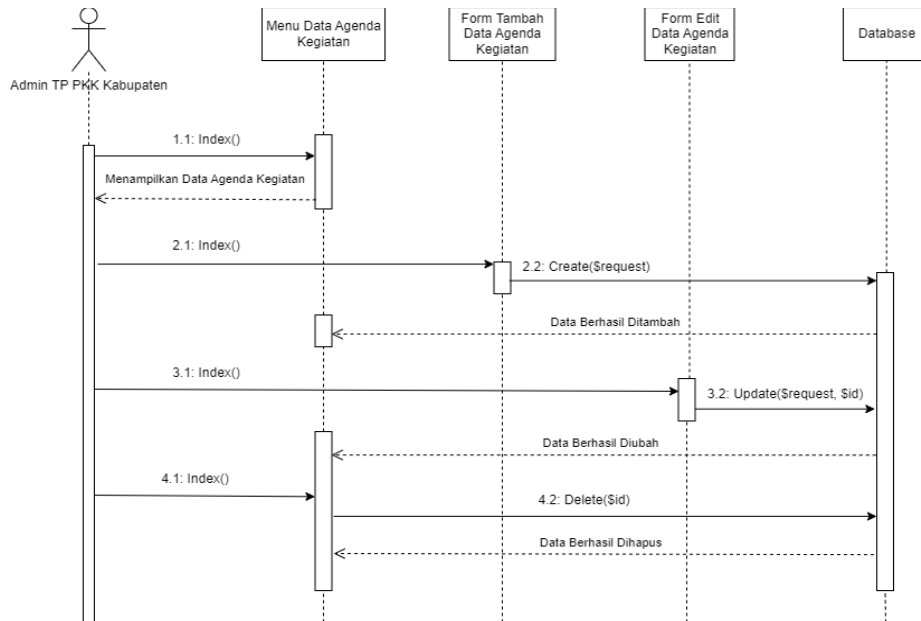 Menu Data Agenda
Kegiatan
Form Tambah
Data Agenda
Kegiatan
Form Edit
Data Agenda
Kegiatan
Database
Admin TP PKK Kabupaten
1.1: Index()
Menampilkan Data Agenda Kegiatan
2.1: Index()
2.2: Create($request)
Data Berhasil Ditambah
3.1: Index()
3.2: Update($request, $id)
Data Berhasil Diubah
4.1: Index()
4.2: Delete($id)
Data Berhasil Dihapus